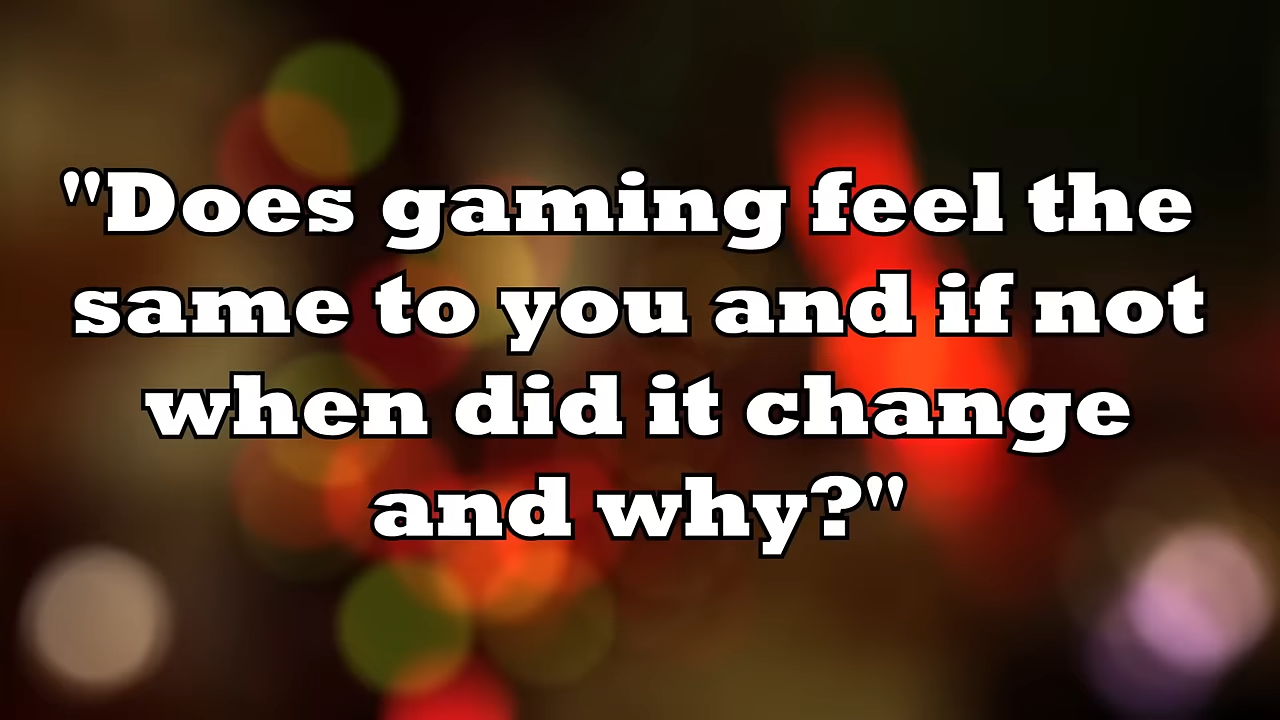 "Does gaming feel the
same to you and if not
when did it change
and why?"